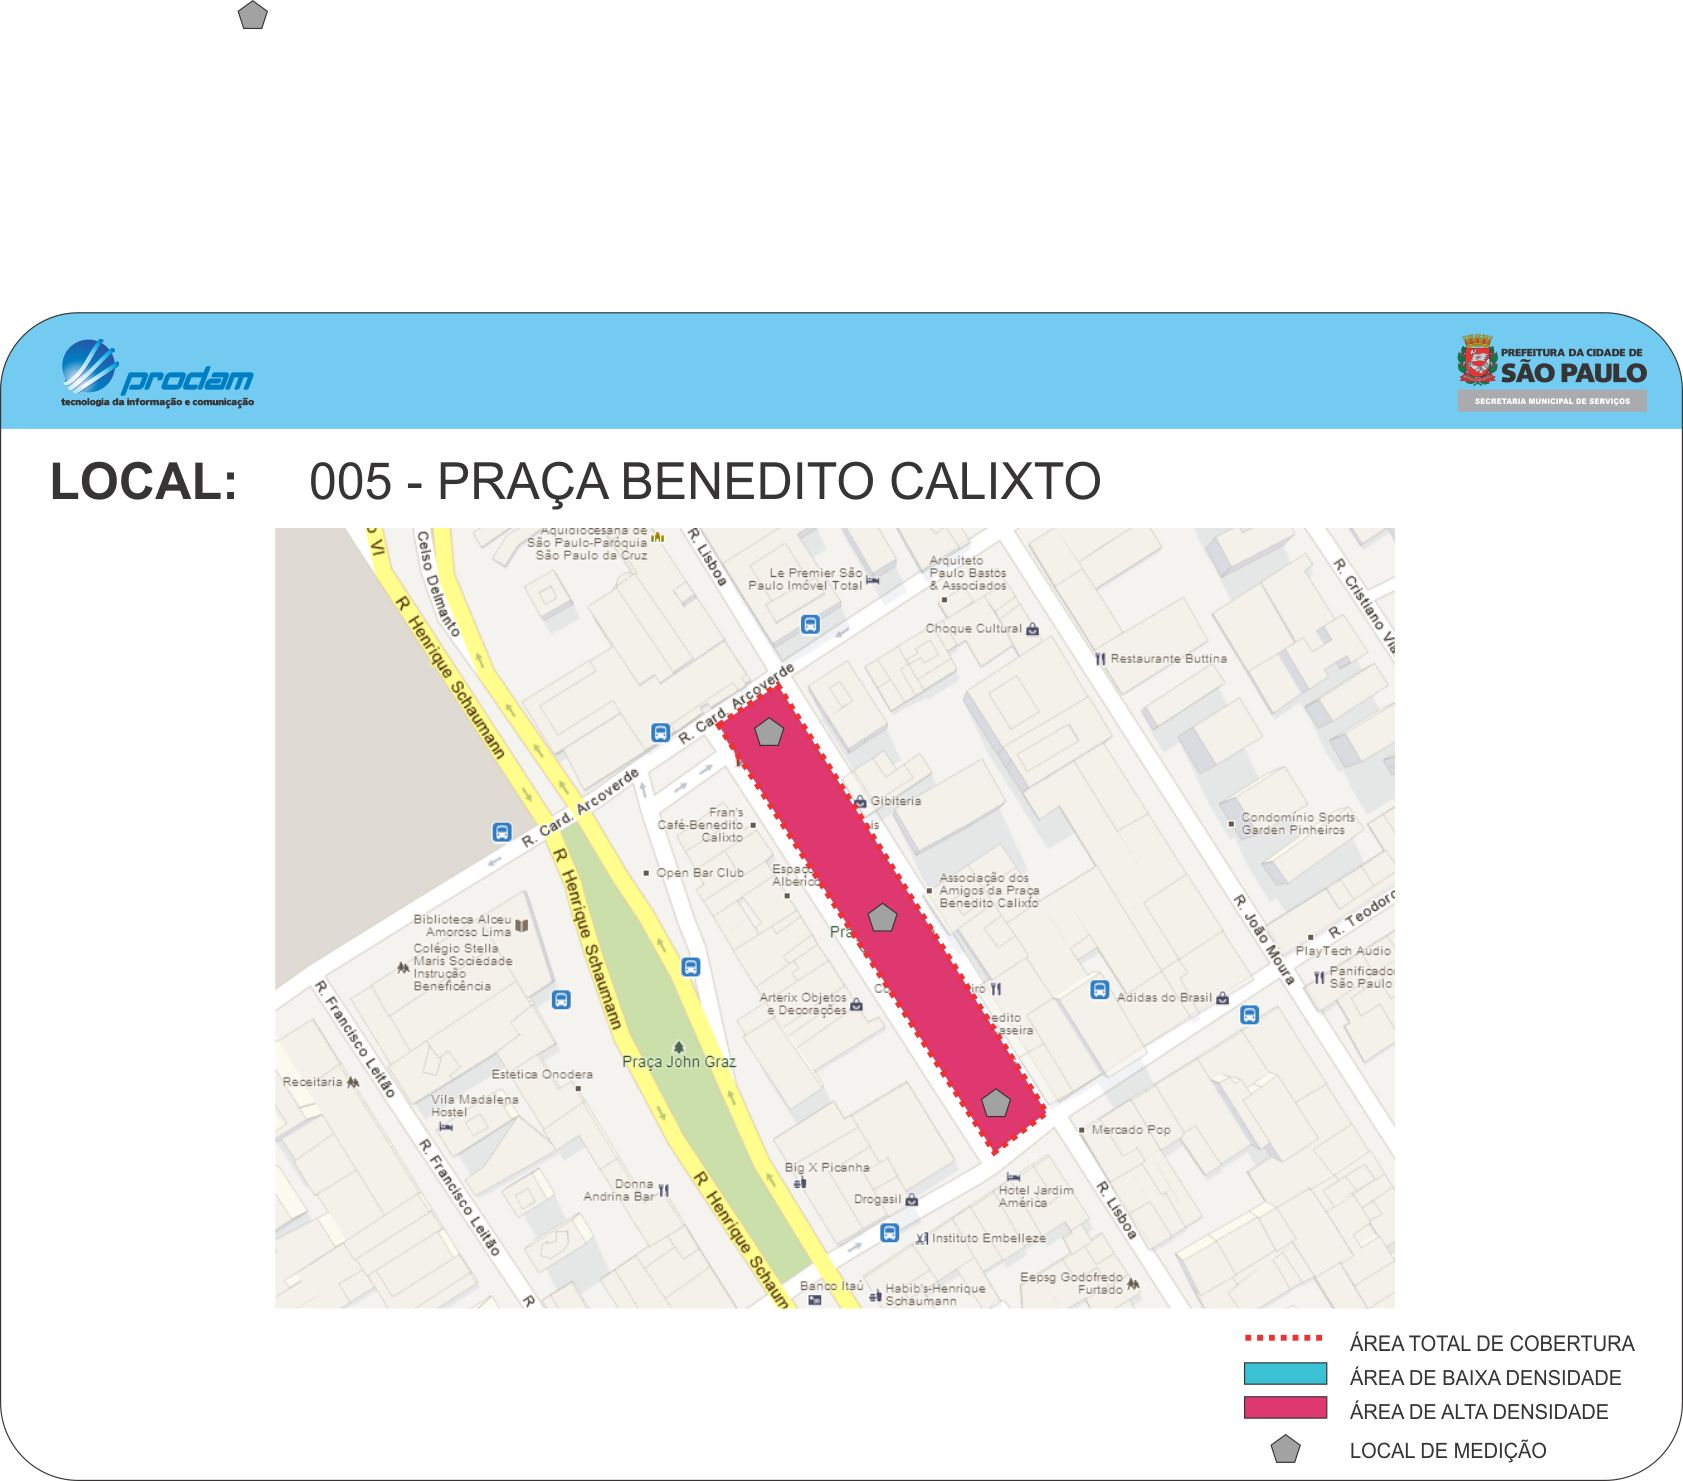 prodam
tecnologia da informação e comunicação
PREFEITURA DA CIDADE DE
SÃO PAULO
SECRETARIA MUNICIPAL DE SERVIÇOS
LOCAL: 005 - PRAÇA BENEDITO CALIXTO
VI
Celso Delmanto
R Henrique Schaumann
Aquidiocesana de
São Paulo-Paróquia
São Paulo da Cruz
R. Lisboa
Le Premier São
Paulo Imóvel Total
Arquiteto
Paulo Bastos
& Associados
Choque Cultural
R. Cristiano Via
Restaurante Buttina
R. Card. Arcoverde
R. Card. Arcoverde
Gibiteria
Fran's
Café-Benedito
Calixto
Condomínio Sports
Garden Pinheiros
Open Bar Club
Associação dos
Amigos da Praça
Benedito Calixto
R Henrique Schaumann
Biblioteca Alceu
Amoroso Lima
Colégio Stella
Maris Sociedade
Instrução
Beneficência
R. João Moura
R. Teodoro
PlayTech Audio
Panificado
São Paulo
Arterix Objetos
e Decorações
Adidas do Brasil
R. Francisco Leitão
Praça John Graz
Estetica Onodera
Receitaria
Vila Madalena
Hostel
Mercado Pop
R. Francisco Leitão
Big X Picanha
Donna
Andrina Bar
Drogasil
Hotel Jardim
América
R. Lisboa
R Henrique Schaum
Instituto Embelleze
Banco Itaú
Habib's-Henrique
Schaumann
Eepsg Godofredo
Furtado
R
ÁREA TOTAL DE COBERTURA
ÁREA DE BAIXA DENSIDADE
ÁREA DE ALTA DENSIDADE
LOCAL DE MEDIÇÃO